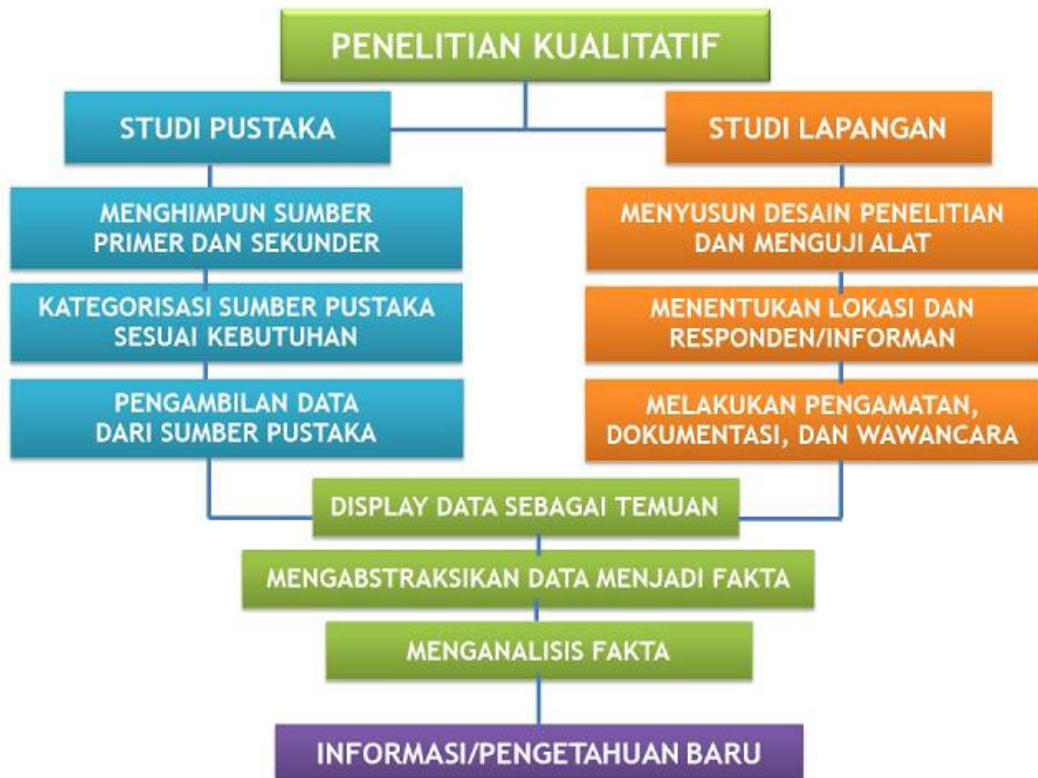 PENELITIAN KUALITATIF
STUDI PUSTAKA
MENGHIMPUN SUMBER
PRIMER DAN SEKUNDER
KATEGORISASI SUMBER PUSTAKA
SESUAI KEBUTUHAN
PENGAMBILAN DATA
DARI SUMBER PUSTAKA
STUDI LAPANGAN
MENYUSUN DESAIN PENELITIAN
DAN MENGUJI ALAT
MENENTUKAN LOKASI DAN
RESPONDEN/INFORMAN
MELAKUKAN PENGAMATAN,
DOKUMENTASI, DAN WAWANCARA
DISPLAY DATA SEBAGAI TEMUAN
MENGABSTRAKSIKAN DATA MENJADI FAKTA
MENGANALISIS FAKTA
INFORMASI/PENGETAHUAN BARU